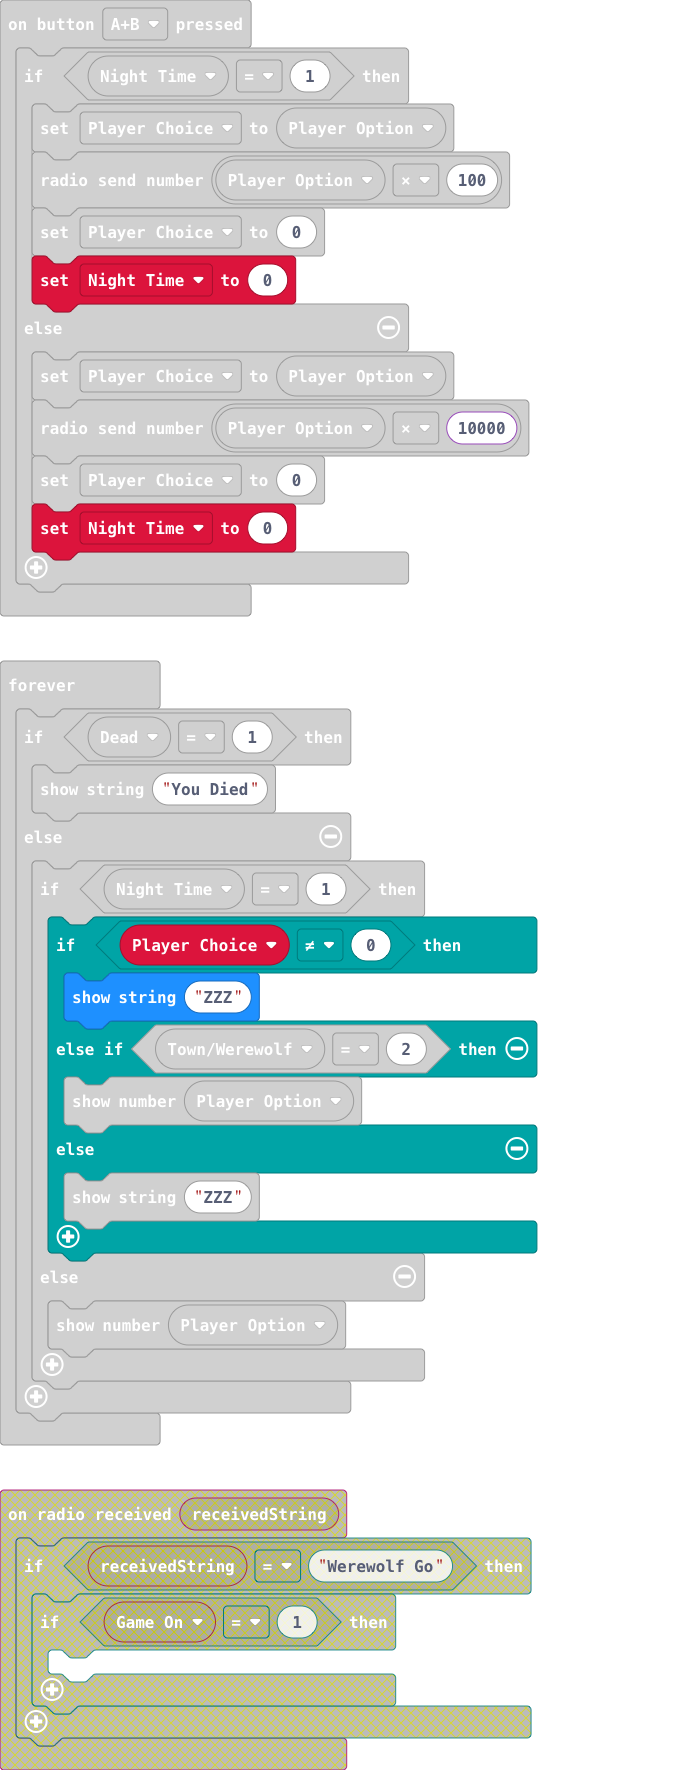 on button A+B pressed
if Night Time = 1 then
set Player Choice to Player Option
radio send number Player Option × 100
set Player Choice to 0
set Night Time to 0
else
set Player Choice to Player Option
radio send number Player Option × 10000
set Player Choice to 0
set Night Time to 0
forever
if Dead = 1 then
show string "You Died"
else
if Night Time = 1 then
if Player Choice ≠ 0 then
show string "ZZZ"
else if Town/Werewolf = 2 then
show number Player Option
else
show string "ZZZ"
else
show number Player Option
on radio received receivedString
if receivedString = "Werewolf Go" then
if Game On = 1 then